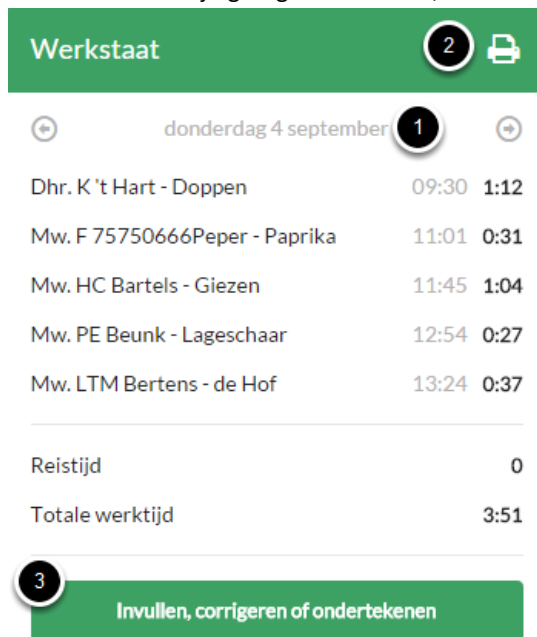 Werkstaat 2
donderdag 4 september 1
Dhr. K 't Hart - Doppen 09:30 1:12
Mw. F 75750666Peper - Paprika 11:01 0:31
Mw. HC Bartels - Giezen 11:45 1:04
Mw. PE Beunk - Lageschaar 12:54 0:27
Mw. LTM Bertens - de Hof 13:24 0:37
Reistijd 0
Totale werktijd 3:51
3
Invullen, corrigeren of ondertekenen